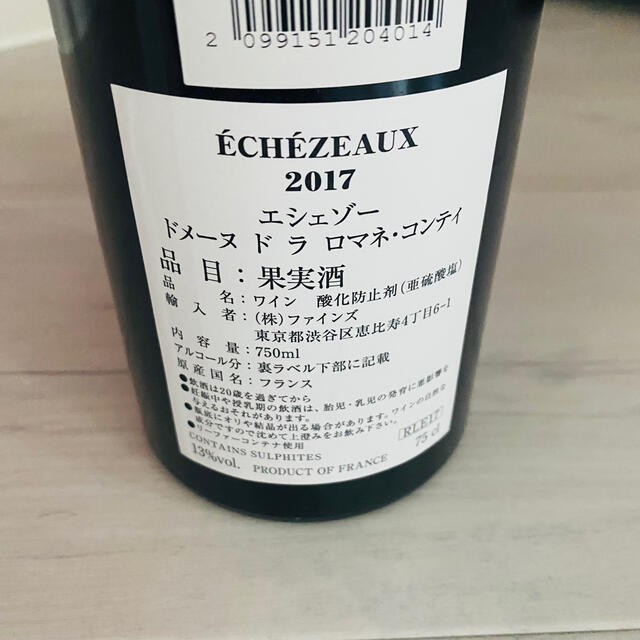 2 099151 204014
ÉCHÉZEAUX
2017
エシェゾー
ドメーヌ ド ラ ロマネ・コンティ
品 目：果実酒
品 名：ワイン 酸化防止剤（亜硫酸塩）
輸 入 者：（株）ファインズ
東京都渋谷区恵比寿4丁目6-1
内 容 量：750ml
アルコール分：裏ラベル下部に記載
原 産 国 名：フランス
●飲酒は20歳を過ぎてから
●妊娠中や授乳期の飲酒は、胎児・乳児の発育に悪影響を
与えるおそれがあります。
●瓶底にオリや結晶が出る場合があります。ワインの自然な
成分ですので沈めて上澄みをお飲み下さい。
●リーファーコンテナ使用
CONTAINS SULPHITES
RLE17
13%vol. PRODUCT OF FRANCE 75 cl